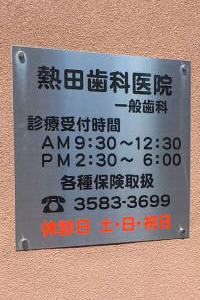 熱田歯科医院
一般歯科
診療受付時間
AM9:30～12:30
PM2:30～ 6:00
各種保険取扱
☎ 3583-3699
休診日 土・日・祝日